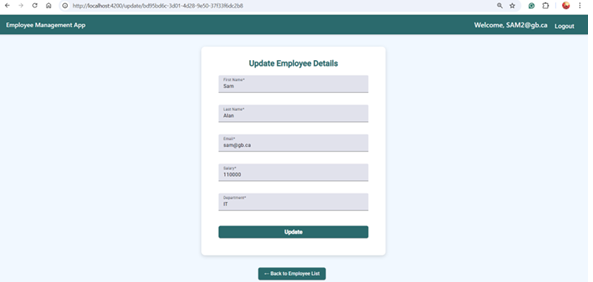 http://localhost:4200/update/bd95bd6c-3d01-4d28-9e50-37f33f6dc2b8
Employee Management App
Welcome, SAM2@gb.ca Logout
Update Employee Details
First Name*
Sam
Last Name*
Alan
Email*
sam@gb.ca
Salary*
110000
Department*
IT
Update
← Back to Employee List